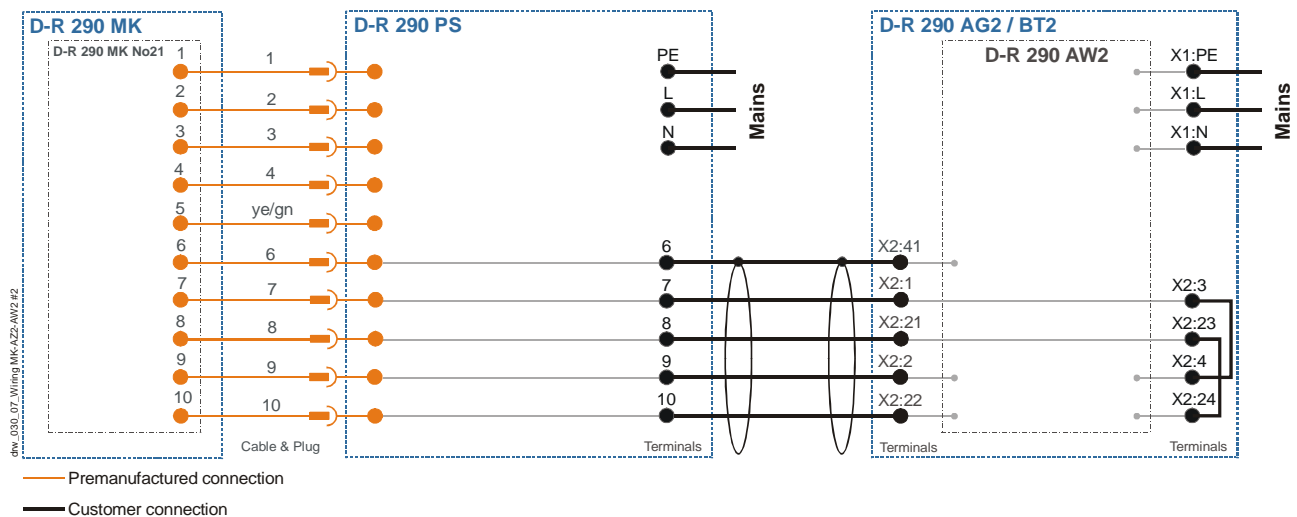 D-R 290 MK
D-R 290 PS
D-R 290 AG2 / BT2
D-R 290 MK No21
D-R 290 AW2
1
1
PE
X1:PE
2
2
L
X1:L
Mains
Mains
3
3
N
X1:N
4
4
5
ye/gn
6
6
6
X2:41
7
7
7
X2:1
X2:3
8
8
8
X2:21
X2:23
9
9
9
X2:2
X2:4
10
10
10
X2:22
X2:24
Cable & Plug
Terminals
Terminals
Terminals
drw_030_07_Wiring MK-AZ2-AW2 #2
Premanufactured connection
Customer connection